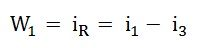 W₁ = i_R = i₁ − i₃